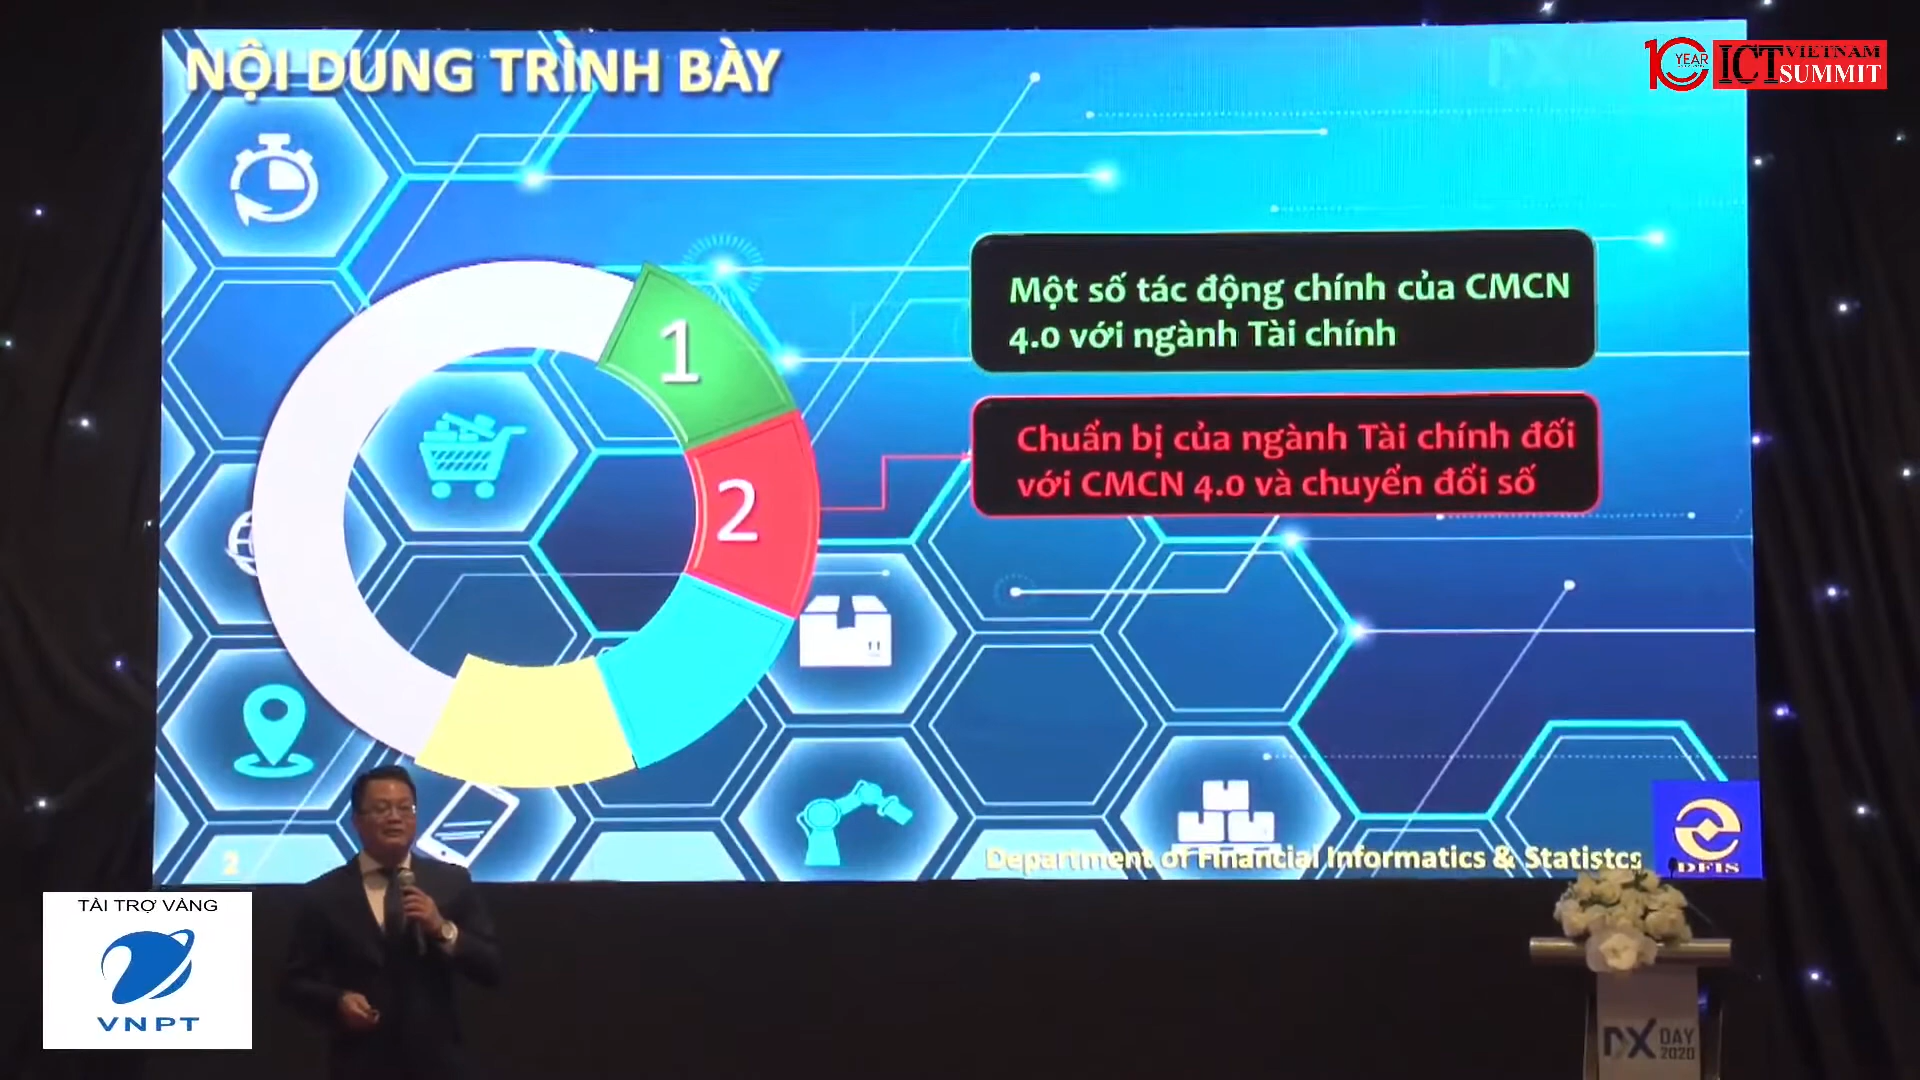 NỘI DUNG TRÌNH BÀY
10 YEAR
ICT VIETNAM
SUMMIT
1
Một số tác động chính của CMCN
4.0 với ngành Tài chính
2
Chuẩn bị của ngành Tài chính đối
với CMCN 4.0 và chuyển đổi số
2
Department of Financial Informatics & Statistcs
DFIS
TÀI TRỢ VÀNG
VNPT
DX DAY
2020